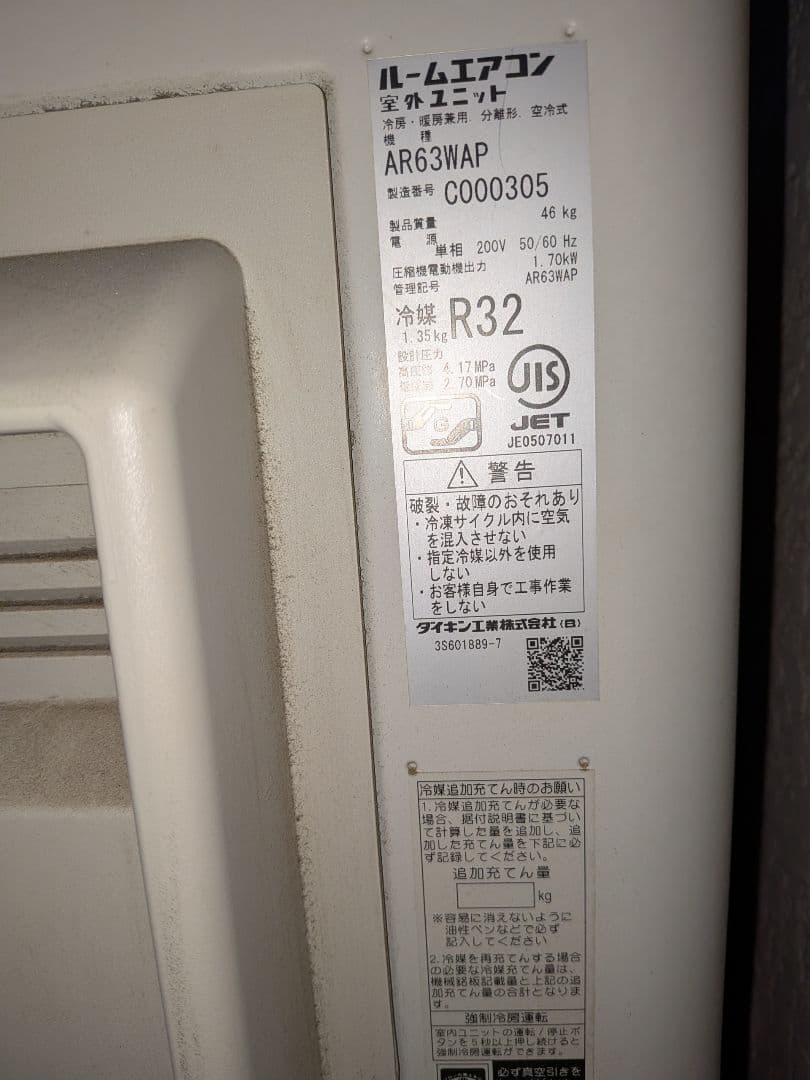 ルームエアコン
室外ユニット
冷房・暖房兼用. 分離形. 空冷式
機 種
AR63WAP
製造番号 C000305
製品質量 46 kg
電 源 単相 200V 50/60 Hz
圧縮機電動機出力 1.70kW
管理記号 AR63WAP
冷媒 R32
1.35kg
設計圧力
高圧部 4.17MPa
低圧部 2.70MPa
JIS
G
JET
JE0507011
警告
破裂・故障のおそれあり
・冷凍サイクル内に空気
を混入させない
・指定冷媒以外を使用
しない
・お客様自身で工事作業
をしない
ダイキン工業株式会社(B)
3S601889-7
冷媒追加充てん時のお願い
1.冷媒追加充てんが必要な
場合、据付説明書に基づい
て計算した量を追加し、追
加した充てん量を下記に必
ず記録してください。
追加充てん量
kg
※容易に消えないように
油性ペンなどで必ず
記入してください
2.冷媒を再充てんする場合
の必要な冷媒充てん量は、
機械銘板記載量と上記の追
加充てん量の合計となりま
す。
強制冷房運転
室内ユニットの運転/停止ボ
タンを5秒以上押し続けると
強制冷房運転ができます。
必ず真空引きを